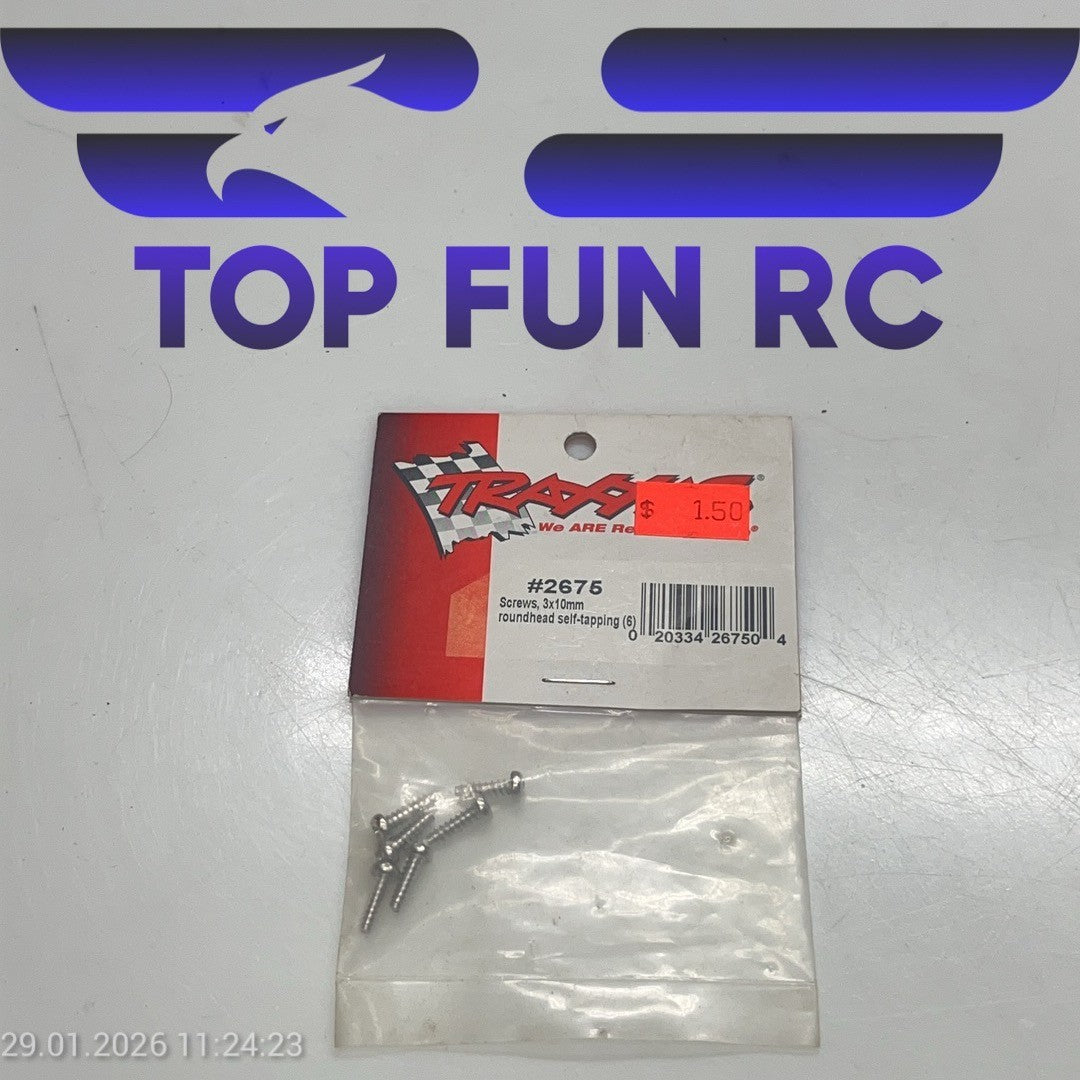 TOP FUN RC
TRAXXAS
$ 1.50
We ARE
#2675
Screws, 3x10mm
roundhead self-tapping (6)
0 20334 26750 4
29.01.2026 11:24:23